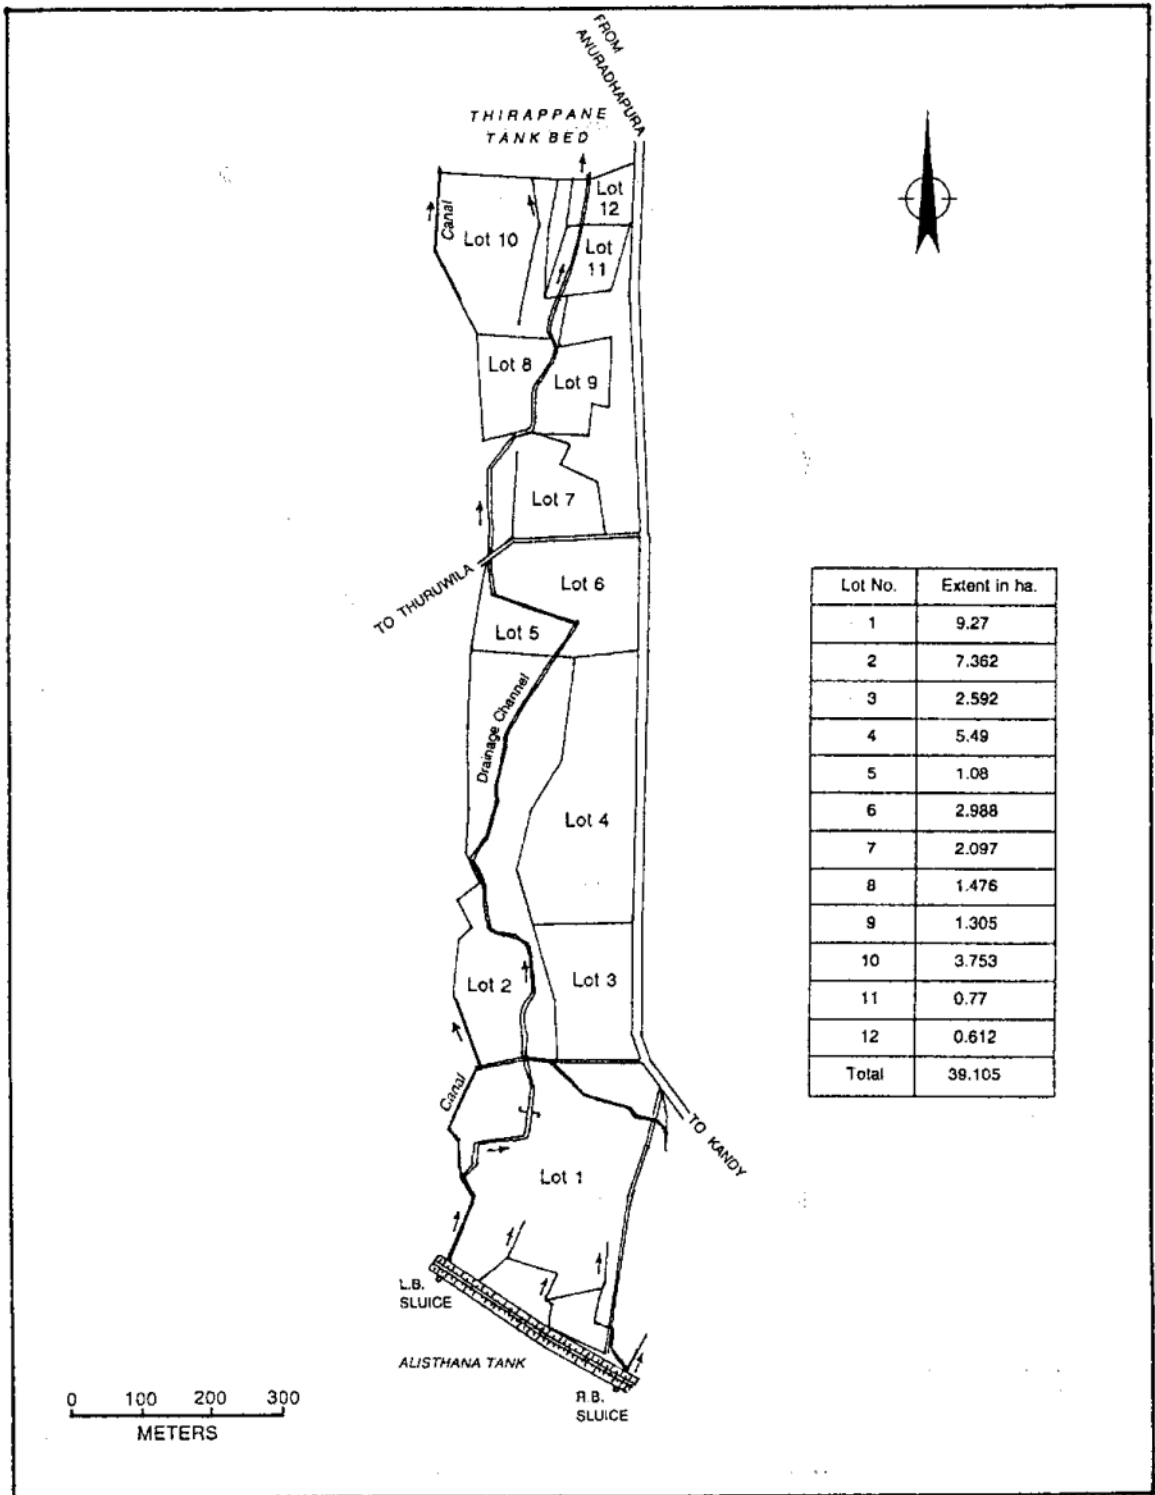 FROM
ANURADHAPURA
THIRAPPANE
TANK BED
Canal
Lot 10
Lot
12
Lot
11
Lot 8
Lot 9
Lot 7
TO THURUWILA
Lot 6
Lot 5
Drainage Channel
Lot 4
Lot 2
Lot 3
Canal
TO KANDY
Lot 1
L.B.
SLUICE
ALISTHANA TANK
R.B.
SLUICE
0 100 200 300
METERS
Lot No. Extent in ha.
1 9.27
2 7.362
3 2.592
4 5.49
5 1.08
6 2.988
7 2.097
8 1.476
9 1.305
10 3.753
11 0.77
12 0.612
Total 39.105